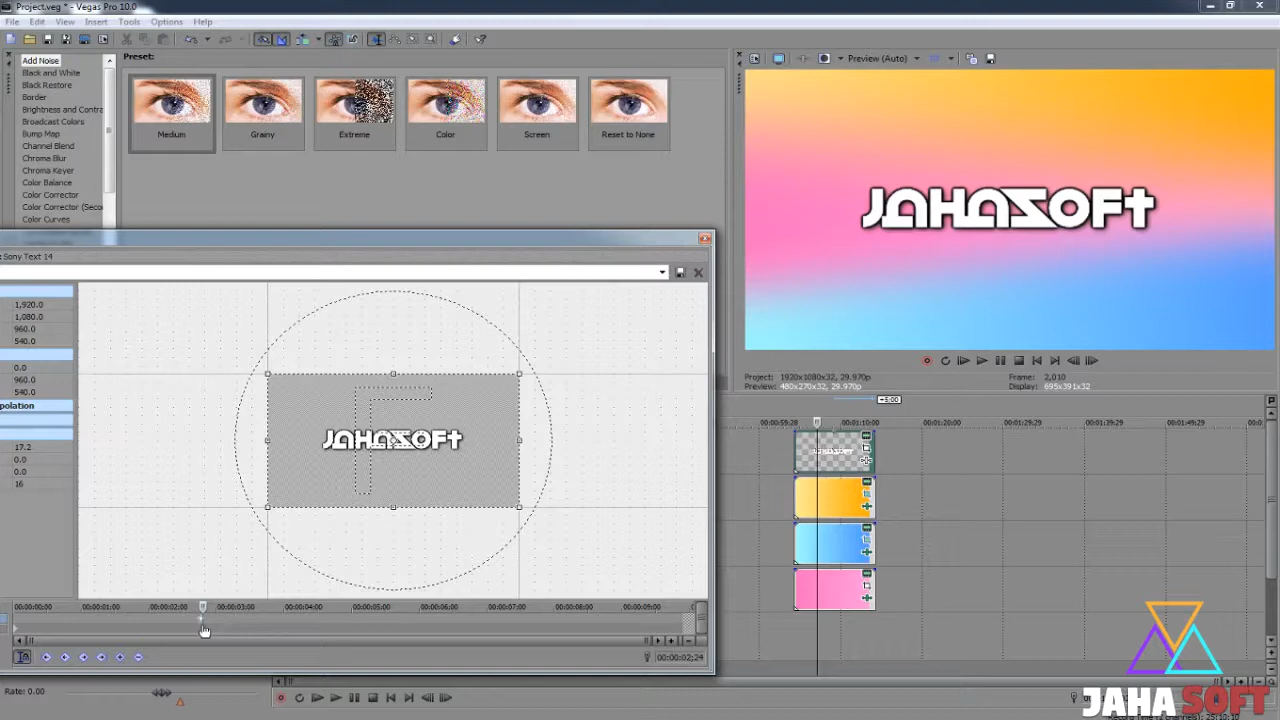 Project.veg * - Vegas Pro 10.0
File Edit View Insert Tools Options Help
Add Noise
Black and White
Black Restore
Border
Brightness and Contra
Broadcast Colors
Bump Map
Channel Blend
Chroma Blur
Chroma Keyer
Color Balance
Color Corrector
Color Corrector (Seco
Color Curves
Preset:
Medium
Grainy
Extreme
Color
Screen
Reset to None
Preview (Auto)
JAHASOFT
Project: 1920x1080x32, 29.970p
Preview: 480x270x32, 29.970p
Frame: 2,010
Display: 695x391x32
: Sony Text 14
1,920.0
1,080.0
960.0
540.0
0.0
960.0
540.0
polation
17.2
0.0
0.0
16
JAHASOFT
00:00:00:00 00:00:01:00 00:00:02:00 00:00:03:00 00:00:04:00 00:00:05:00 00:00:06:00 00:00:07:00 00:00:08:00 00:00:09:00
00:00:02;24
-5:00
00:00:59:28 00:01:10:00 00:01:20:00 00:01:29:29 00:01:39:29 00:01:49:29 00:0
Rate: 0.00
JAHA SOFT